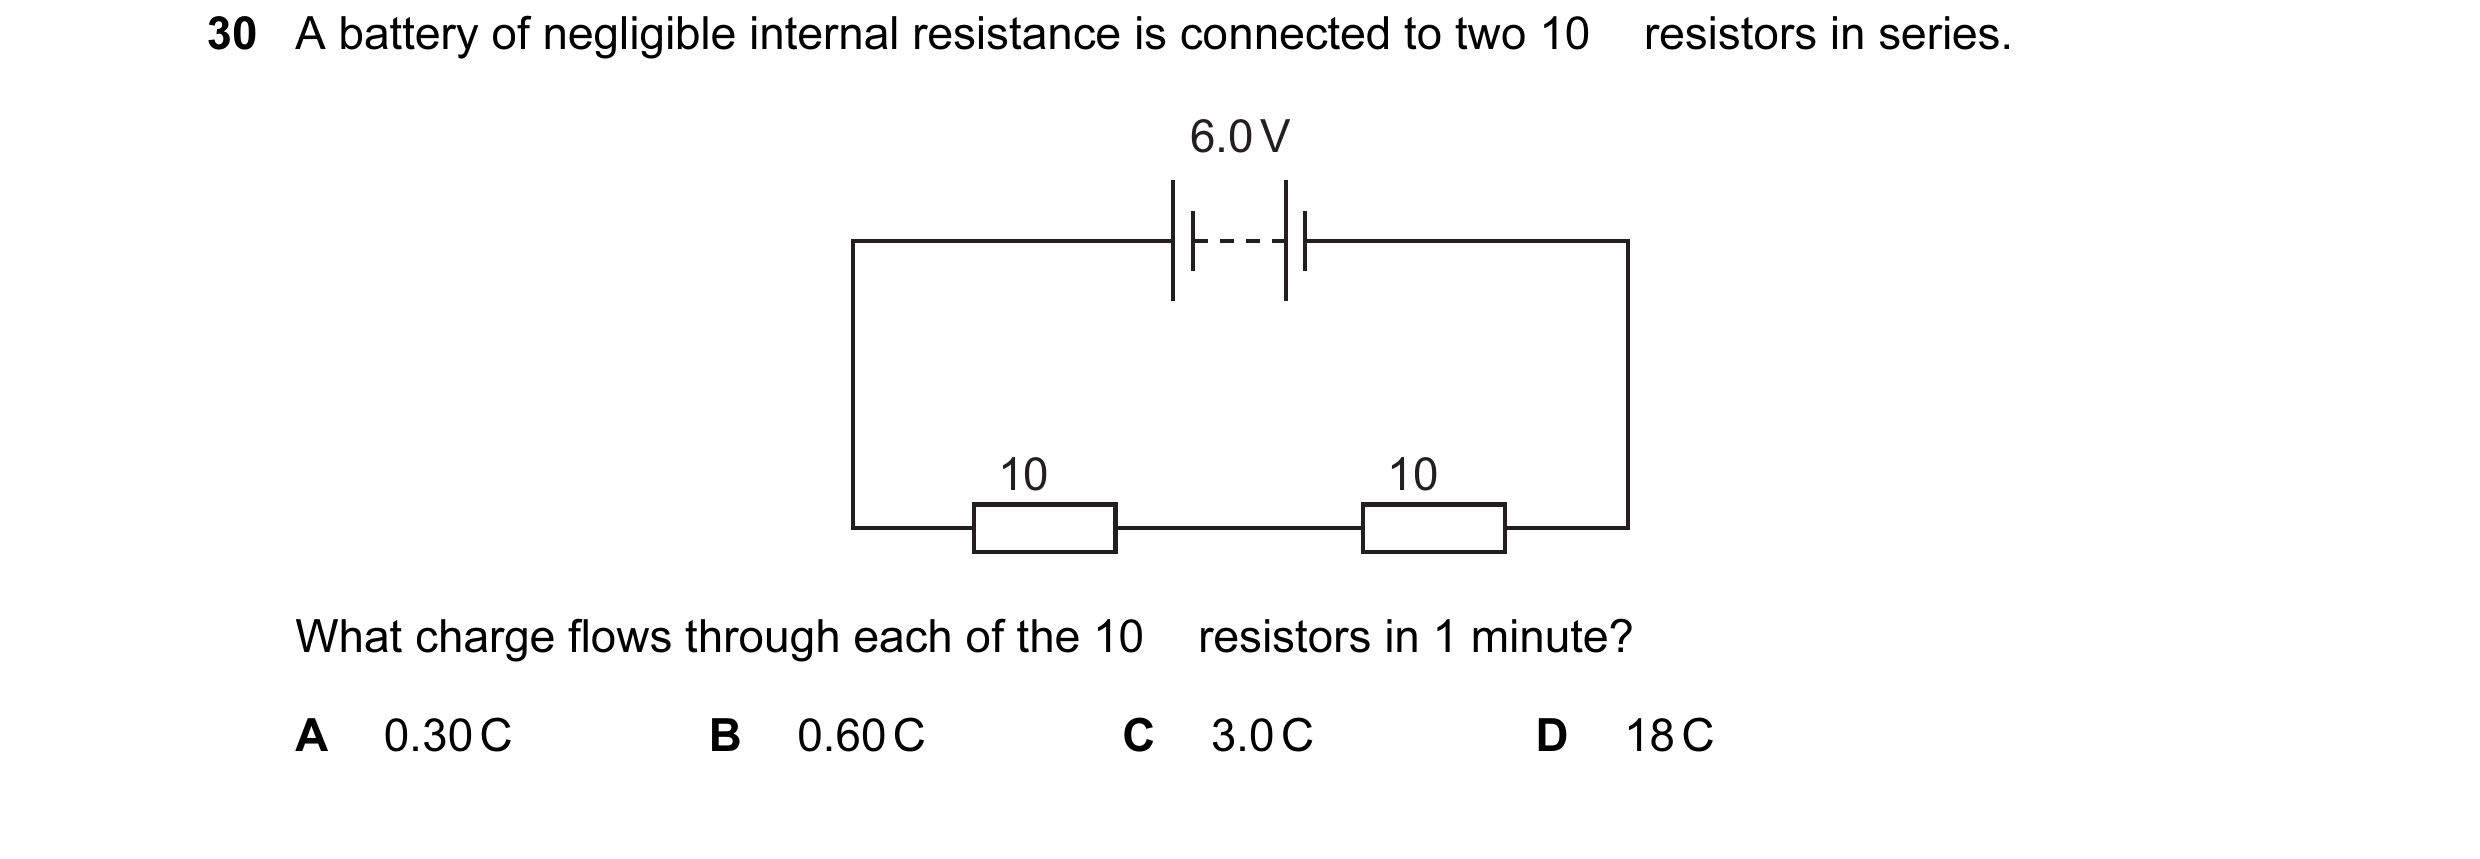 30 A battery of negligible internal resistance is connected to two 10 resistors in series.
6.0 V
10 10
What charge flows through each of the 10 resistors in 1 minute?
A 0.30 C B 0.60 C C 3.0 C D 18 C